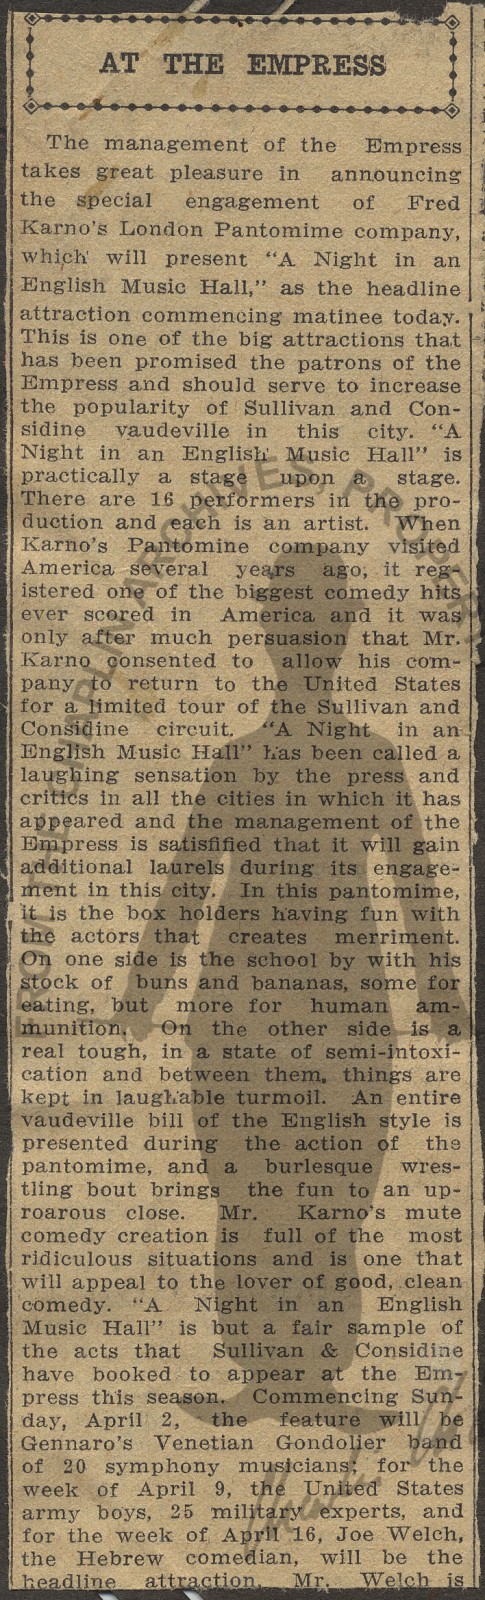 AT THE EMPRESS
The management of the Empress
takes great pleasure in announcing
the special engagement of Fred
Karno's London Pantomime company,
which will present "A Night in an
English Music Hall," as the headline
attraction commencing matinee today.
This is one of the big attractions that
has been promised the patrons of the
Empress and should serve to increase
the popularity of Sullivan and Con-
sidine vaudeville in this city. "A
Night in an English Music Hall" is
practically a stage upon a stage.
There are 16 performers in the pro-
duction and each is an artist. When
Karno's Pantomine company visited
America several years ago, it reg-
istered one of the biggest comedy hits
ever scored in America and it was
only after much persuasion that Mr.
Karno consented to allow his com-
pany to return to the United States
for a limited tour of the Sullivan and
Considine circuit. "A Night in an
English Music Hall" has been called a
laughing sensation by the press and
critics in all the cities in which it has
appeared and the management of the
Empress is satisfified that it will gain
additional laurels during its engage-
ment in this city. In this pantomime,
it is the box holders having fun with
the actors that creates merriment.
On one side is the school by with his
stock of buns and bananas, some for
eating, but more for human am-
munition. On the other side is a
real tough, in a state of semi-intoxi-
cation and between them, things are
kept in laughable turmoil. An entire
vaudeville bill of the English style is
presented during the action of the
pantomime, and a burlesque wres-
tling bout brings the fun to an up-
roarous close. Mr. Karno's mute
comedy creation is full of the most
ridiculous situations and is one that
will appeal to the lover of good, clean
comedy. "A Night in an English
Music Hall" is but a fair sample of
the acts that Sullivan & Considine
have booked to appear at the Em-
press this season. Commencing Sun-
day, April 2, the feature will be
Gennaro's Venetian Gondolier band
of 20 symphony musicians; for the
week of April 9, the United States
army boys, 25 military experts, and
for the week of April 16, Joe Welch,
the Hebrew comedian, will be the
headline attraction. Mr. Welch is